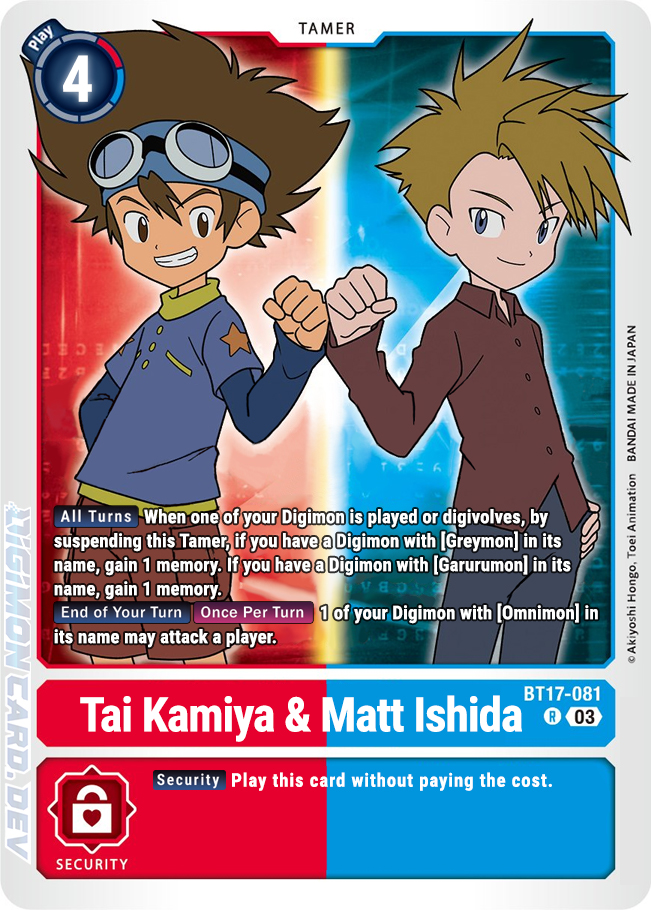 TAMER
Play
4
All Turns When one of your Digimon is played or digivolves, by
suspending this Tamer, if you have a Digimon with [Greymon] in its
name, gain 1 memory. If you have a Digimon with [Garurumon] in its
name, gain 1 memory.
End of Your Turn Once Per Turn 1 of your Digimon with [Omnimon] in
its name may attack a player.
© Akiyoshi Hongo, Toei Animation BANDAI MADE IN JAPAN
DIGIMON CARD.DEV
BT17-081
Tai Kamiya & Matt Ishida R 03
Security Play this card without paying the cost.
SECURITY